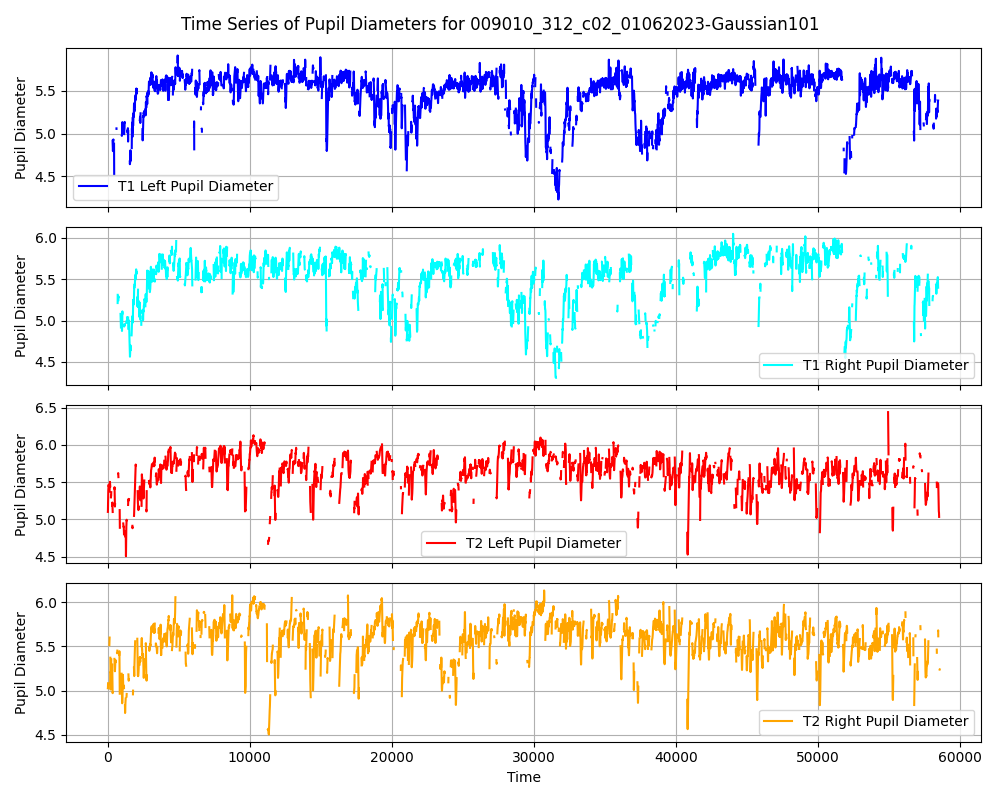 Time Series of Pupil Diameters for 009010_312_c02_01062023-Gaussian101
Pupil Diameter
5.5
5.0
4.5
T1 Left Pupil Diameter
Pupil Diameter
6.0
5.5
5.0
4.5
T1 Right Pupil Diameter
Pupil Diameter
6.5
6.0
5.5
5.0
4.5
T2 Left Pupil Diameter
Pupil Diameter
6.0
5.5
5.0
4.5
T2 Right Pupil Diameter
0 10000 20000 30000 40000 50000 60000
Time